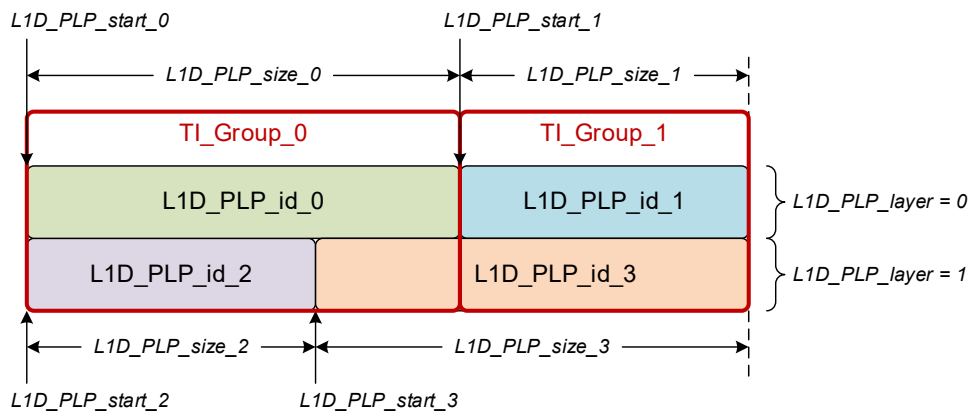 L1D_PLP_start_0
L1D_PLP_start_1
L1D_PLP_size_0
L1D_PLP_size_1
TI_Group_0
TI_Group_1
L1D_PLP_id_0
L1D_PLP_id_1
L1D_PLP_layer = 0
L1D_PLP_id_2
L1D_PLP_id_3
L1D_PLP_layer = 1
L1D_PLP_size_2
L1D_PLP_size_3
L1D_PLP_start_2
L1D_PLP_start_3